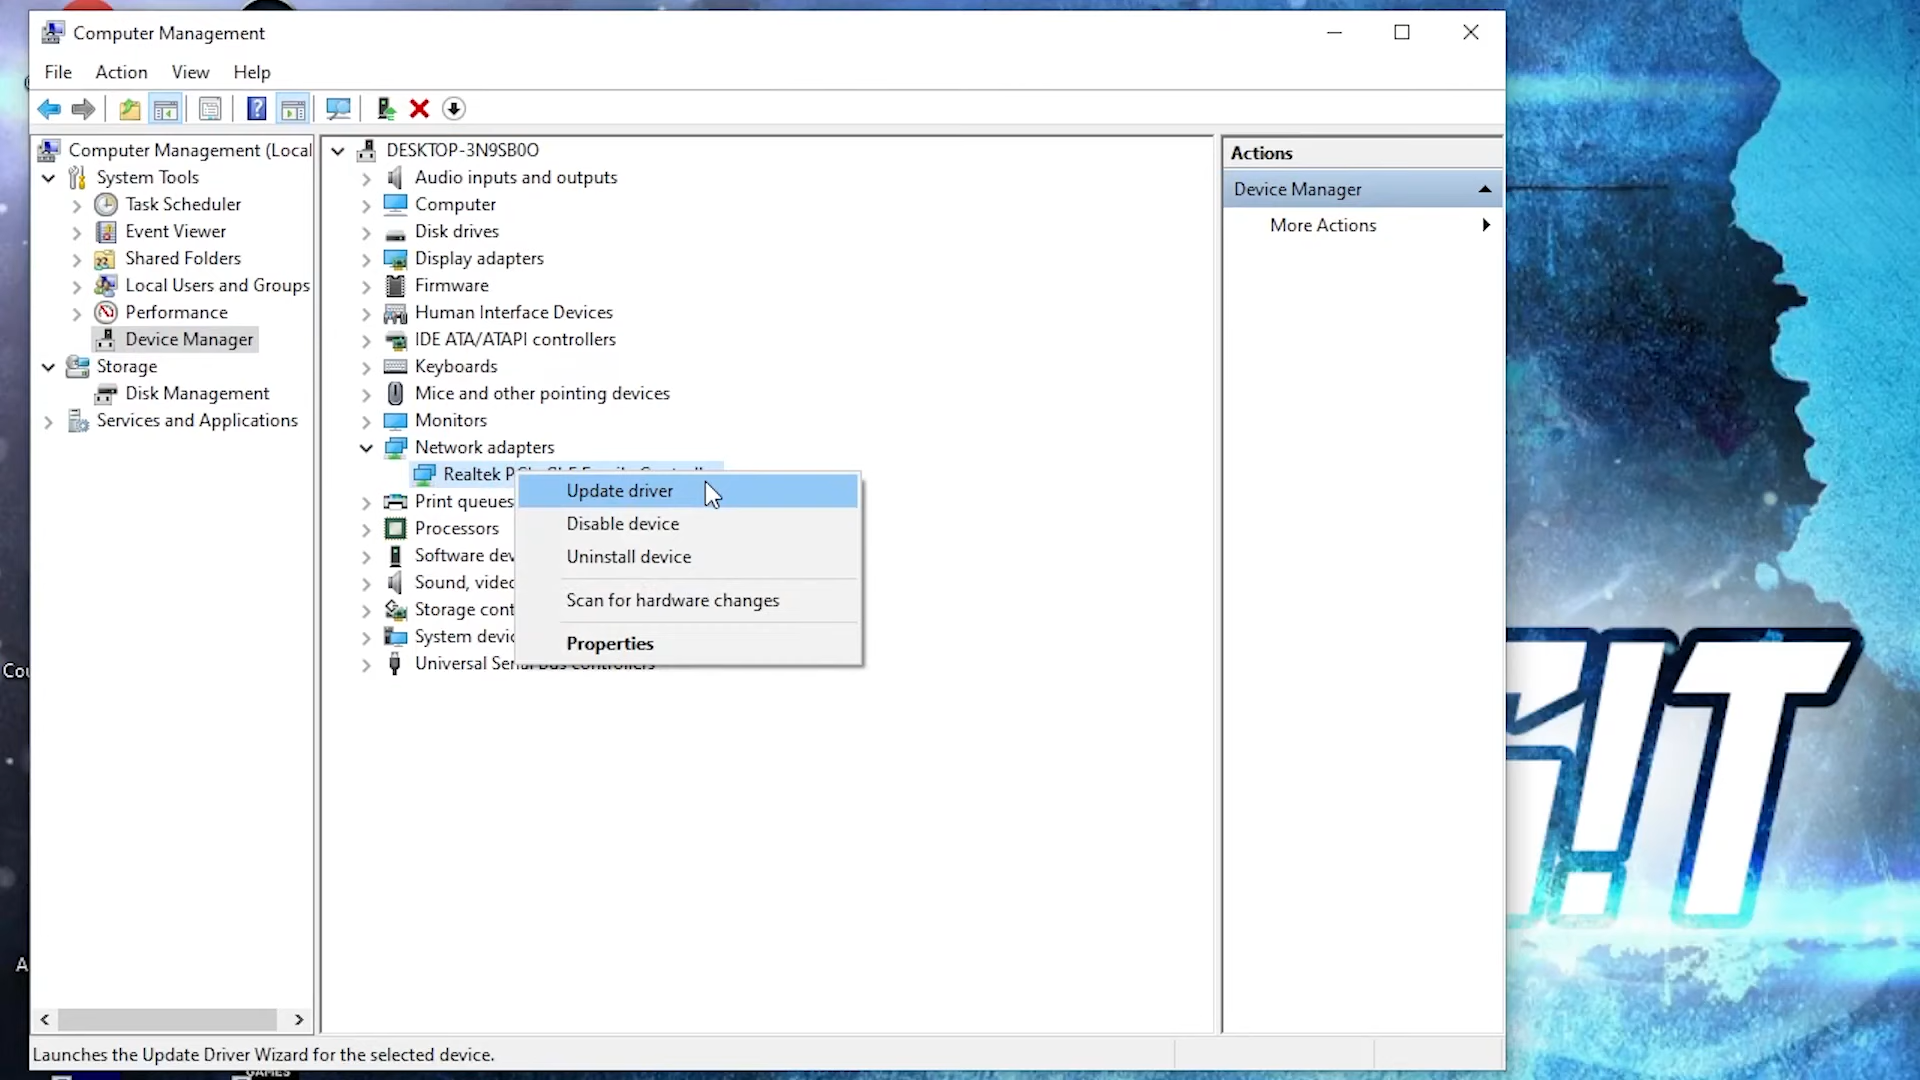 Computer Management
File Action View Help
Computer Management (Local
System Tools
Task Scheduler
Event Viewer
Shared Folders
Local Users and Groups
Performance
Device Manager
Storage
Disk Management
Services and Applications
DESKTOP-3N9SB0O
Audio inputs and outputs
Computer
Disk drives
Display adapters
Firmware
Human Interface Devices
IDE ATA/ATAPI controllers
Keyboards
Mice and other pointing devices
Monitors
Network adapters
Realtek
Print queues
Processors
Software dev
Sound, video
Storage cont
System devic
Universal Serial Bus controllers
Update driver
Disable device
Uninstall device
Scan for hardware changes
Properties
Actions
Device Manager
More Actions
Launches the Update Driver Wizard for the selected device.
Cou
A
GAMES